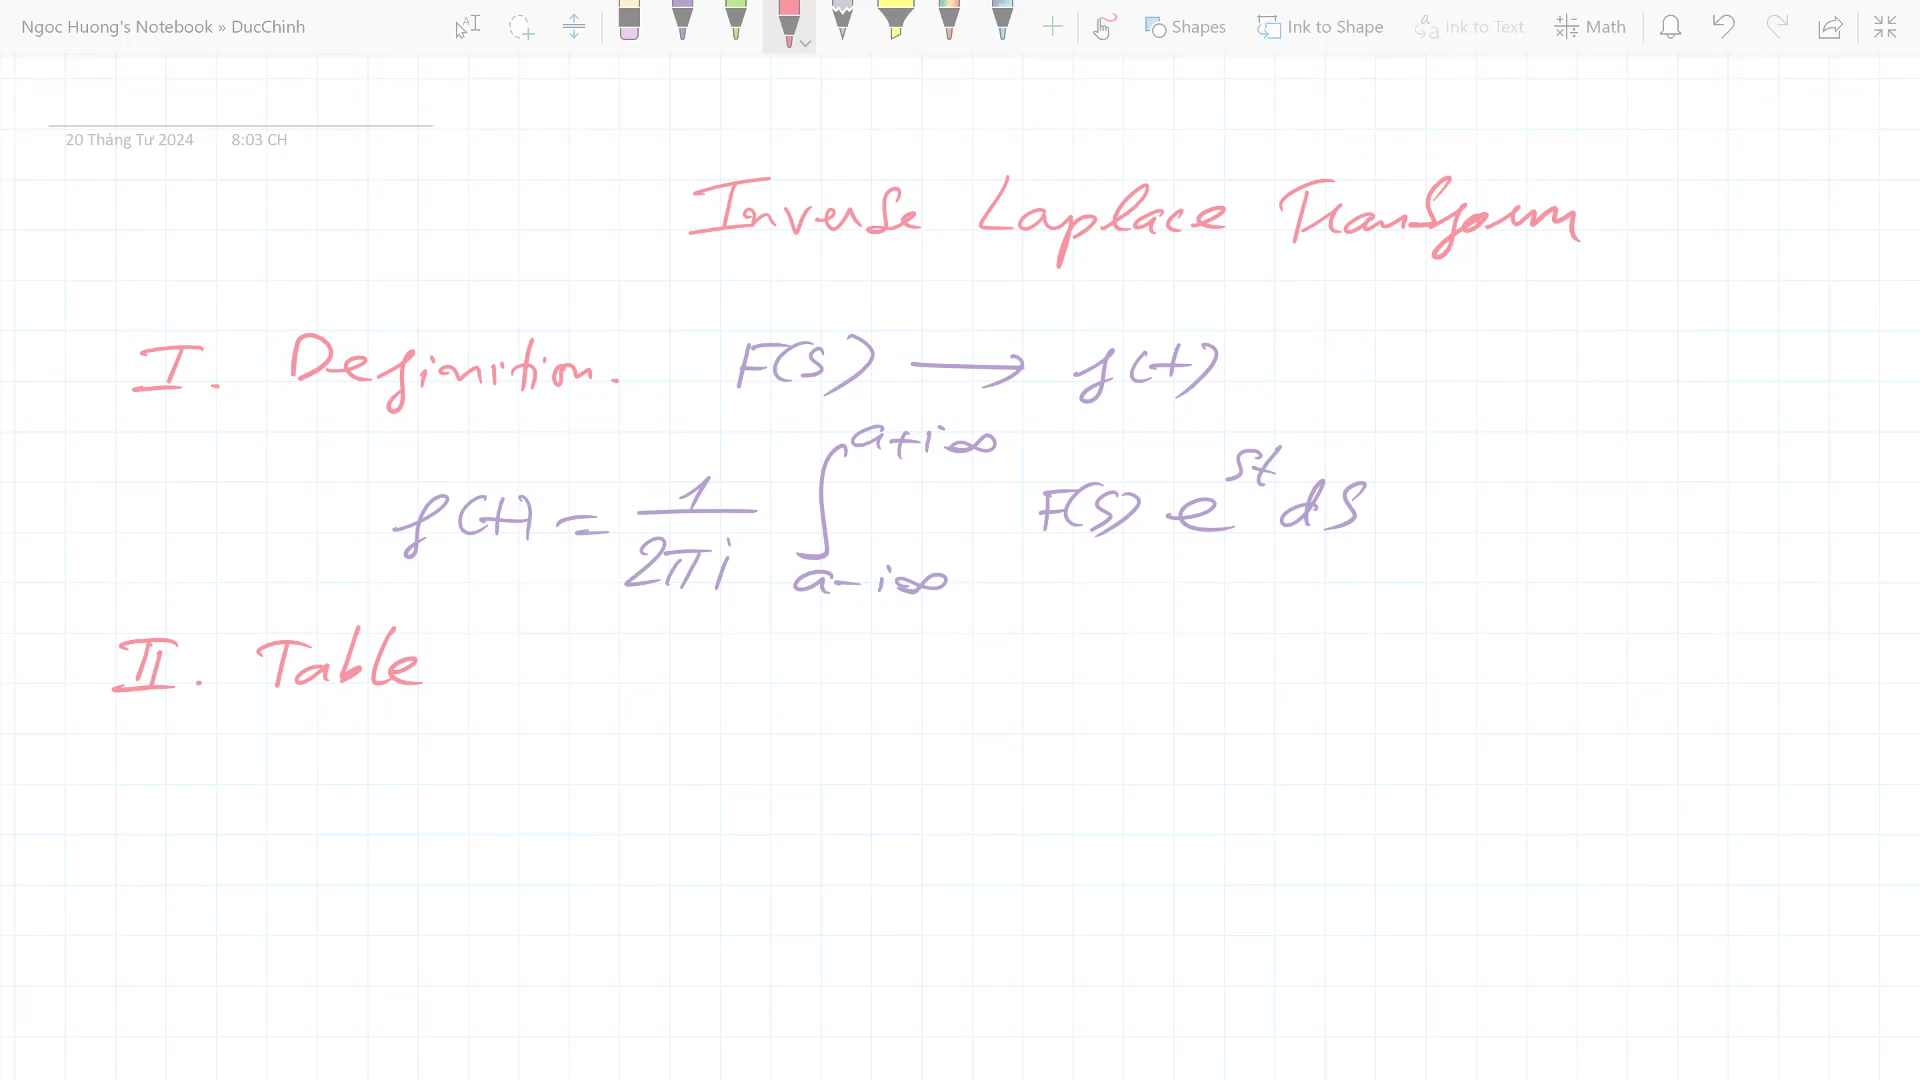 Ngoc Huong's Notebook » DucChinh
Shapes Ink to Shape Ink to Text Math
20 Tháng Tư 2024 8:03 CH
Inverse Laplace Transform
I. Definition. F(s) → f(t)
f(t) = 1/2πi ∫_{a-i∞}^{a+i∞} F(s) e^{st} ds
II. Table